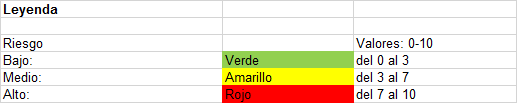 Leyenda
Riesgo Valores: 0-10
Bajo: Verde del 0 al 3
Medio: Amarillo del 3 al 7
Alto: Rojo del 7 al 10